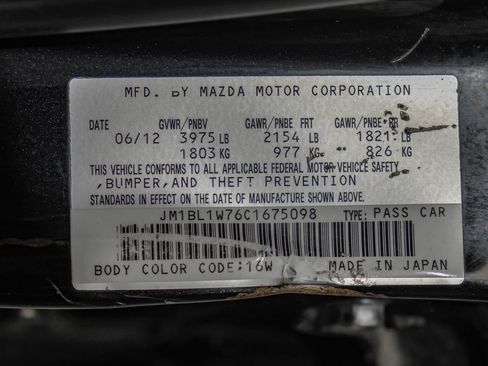 MFD. BY MAZDA MOTOR CORPORATION
DATE GVWR/PNBV GAWR/PNBE FRT GAWR/PNBE RR
06/12 3975 LB 2154 LB 1821 LB
1803 KG 977 KG 826 KG
THIS VEHICLE CONFORMS TO ALL APPLICABLE FEDERAL MOTOR VEHICLE SAFETY
,BUMPER,AND THEFT PREVENTION
STANDARDS IN EFFECT ON THE DATE OF MANUFACTURE SHOWN ABOVE.
JM1BL1W76C1675098 TYPE: PASS CAR
BODY COLOR CODE:16W MADE IN JAPAN